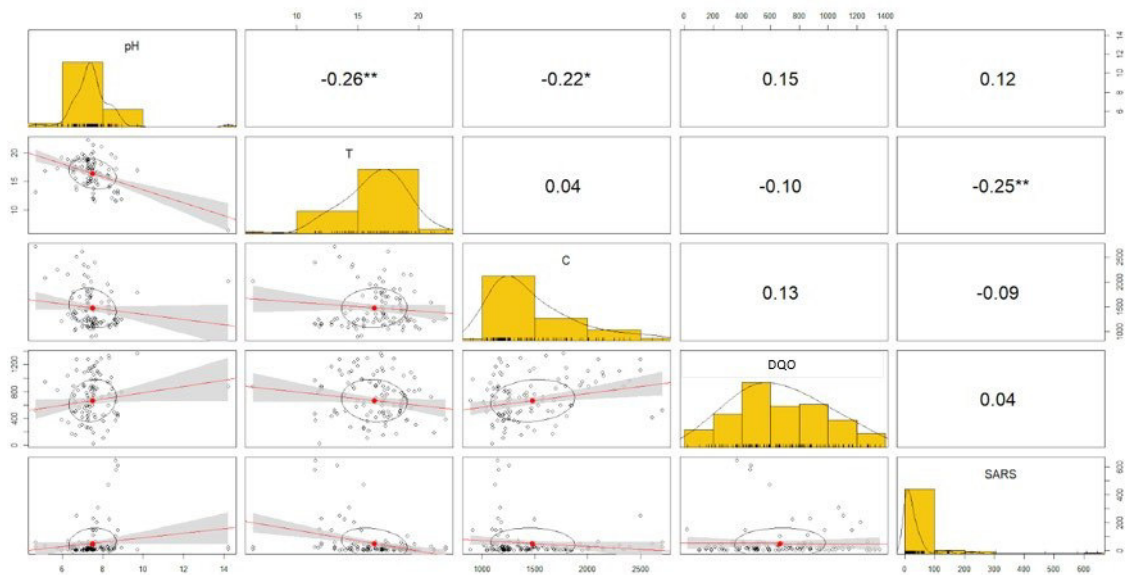 10 20 0 200 600 1000 1400
pH -0.26** -0.22* 0.15 0.12 6 8 10 12 14
10 15 20 T 0.04 -0.10 -0.25**
C 0.13 -0.09 1000 1500 2000 2500
0 400 800 1200 DQO 0.04
SARS 0 200 400 600
6 8 10 12 14 10 15 20 1000 1500 2000 2500 0 100 200 300 400 500 600